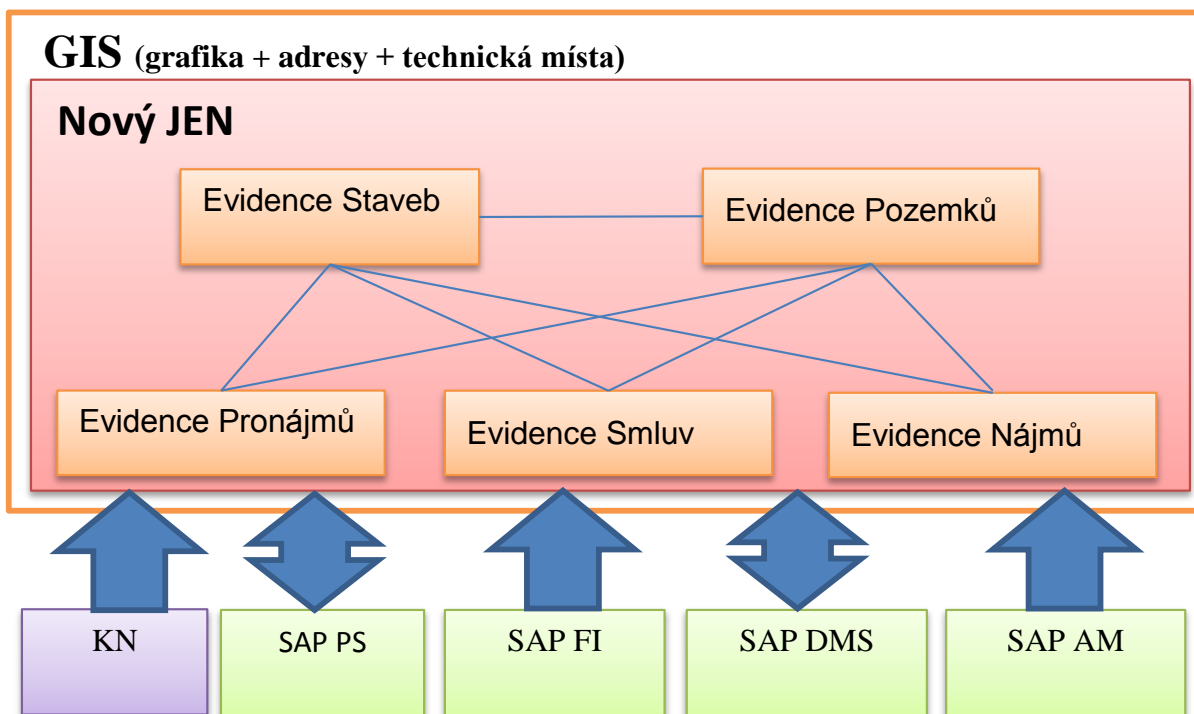 GIS (grafika + adresy + technická místa)
Nový JEN
Evidence Staveb
Evidence Pozemků
Evidence Pronájmů
Evidence Smluv
Evidence Nájmů
KN
SAP PS
SAP FI
SAP DMS
SAP AM